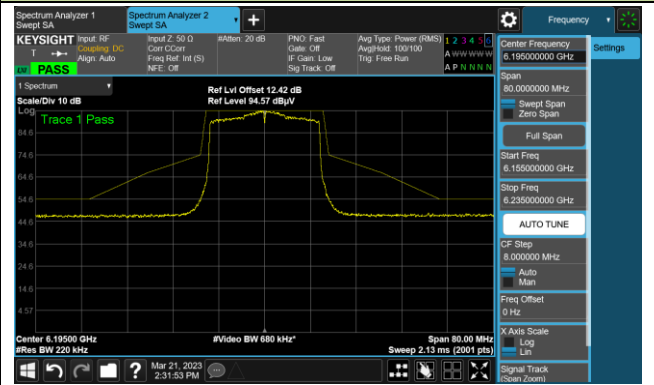 Spectrum Analyzer 1
Swept SA
Spectrum Analyzer 2
Swept SA
Frequency
KEYSIGHT
Input: RF
Coupling: DC
Align: Auto
Input Z: 50 Ω
Corr CCorr
Freq Ref: Int (S)
NFE: Off
#Atten: 20 dB
PNO: Fast
Gate: Off
IF Gain: Low
Sig Track: Off
Avg Type: Power (RMS)
Avg|Hold: 100/100
Trig: Free Run
1 2 3 4 5 6
A W W W W W
A P N N N N
T
PASS
Center Frequency
6.195000000 GHz
Settings
Span
80.0000000 MHz
Swept Span
Zero Span
Full Span
Start Freq
6.155000000 GHz
Stop Freq
6.235000000 GHz
AUTO TUNE
CF Step
8.000000 MHz
Auto
Man
Freq Offset
0 Hz
X Axis Scale
Log
Lin
Signal Track
(Span Zoom)
1 Spectrum
Scale/Div 10 dB
Ref Lvl Offset 12.42 dB
Ref Level 94.57 dBµV
Log
Trace 1 Pass
84.6
74.6
64.6
54.6
44.6
34.6
24.6
14.6
4.57
Center 6.19500 GHz
#Res BW 220 kHz
#Video BW 680 kHz*
Span 80.00 MHz
Sweep 2.13 ms (2001 pts)
Mar 21, 2023
2:31:53 PM